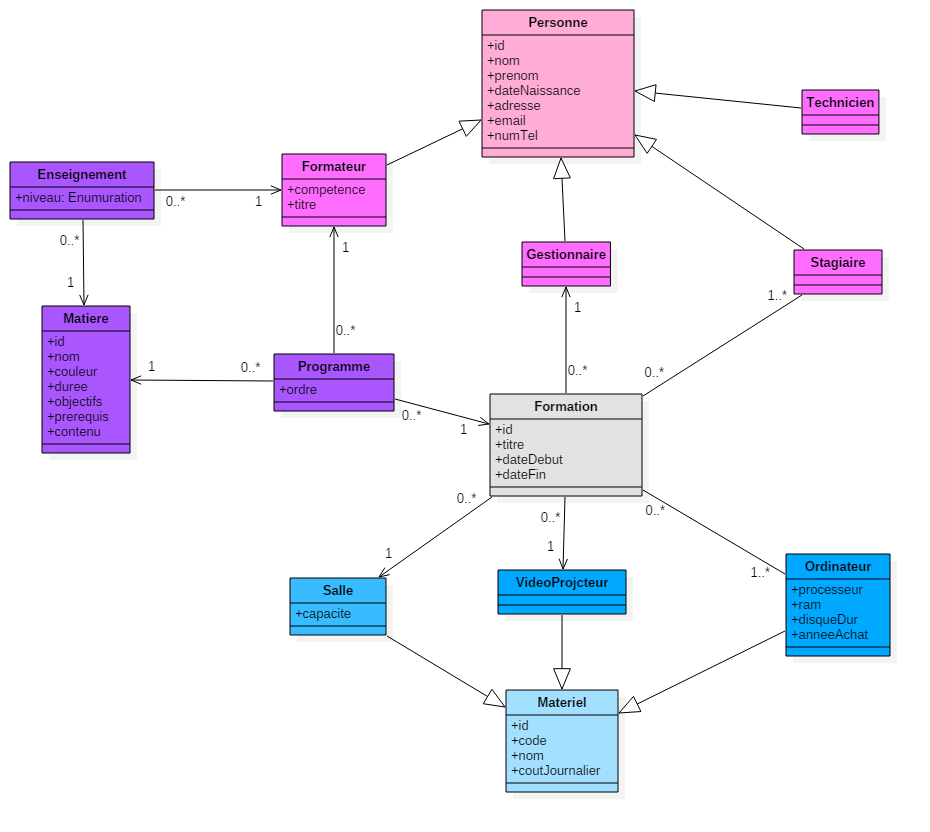 Personne
+id
+nom
+prenom
+dateNaissance
+adresse
+email
+numTel
Technicien
Formateur
+competence
+titre
Enseignement
+niveau: Enumuration
0..*
1
0..*
1
1
0..*
Gestionnaire
Stagiaire
1..*
0..*
1
0..*
Matiere
+id
+nom
+couleur
+duree
+objectifs
+prerequis
+contenu
1
0..*
Programme
+ordre
0..*
1
Formation
+id
+titre
+dateDebut
+dateFin
0..*
1
0..*
1
0..*
1..*
Salle
+capacite
VideoProjcteur
Ordinateur
+processeur
+ram
+disqueDur
+anneeAchat
Materiel
+id
+code
+nom
+coutJournalier